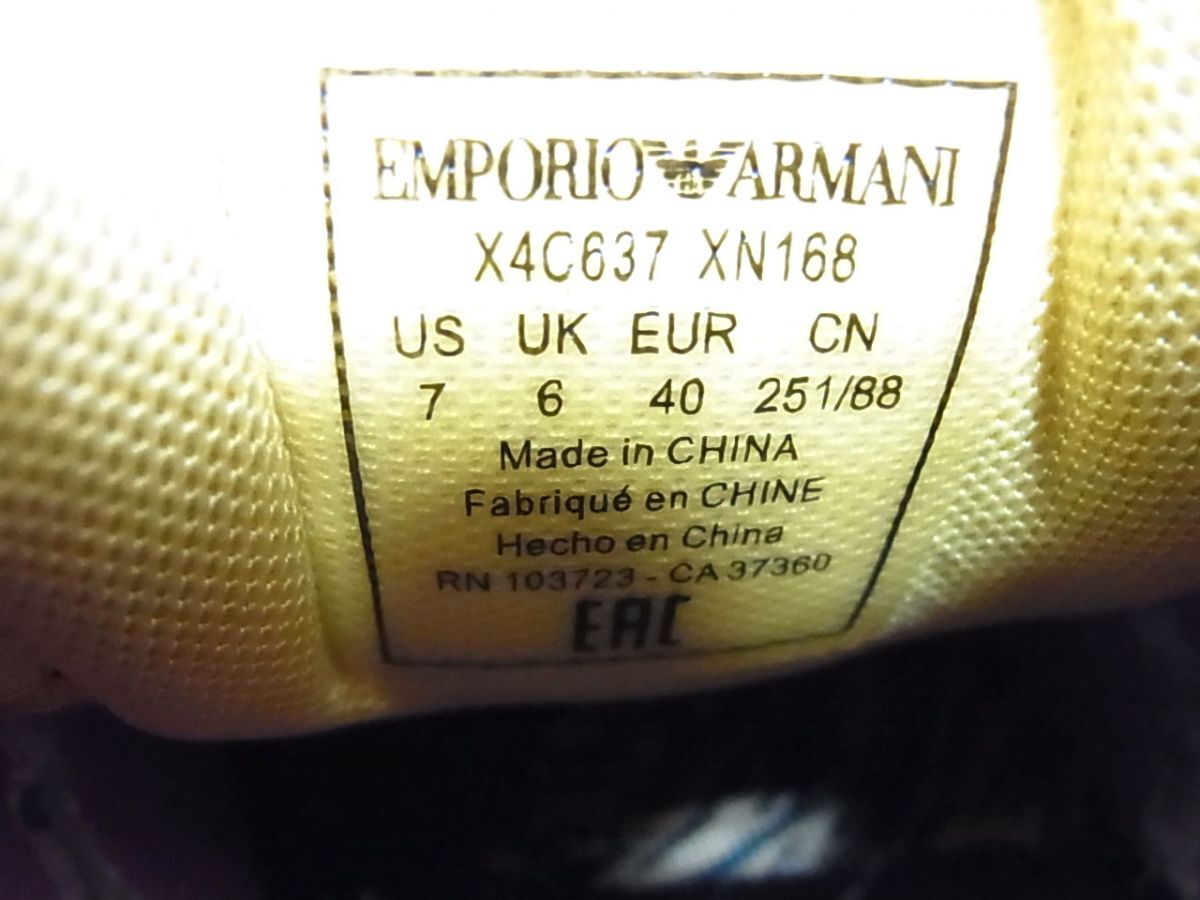 EMPORIO ARMANI
X4C637 XN168
US UK EUR CN
7 6 40 251/88
Made in CHINA
Fabriqué en CHINE
Hecho en China
RN 103723 - CA 37360
EAC